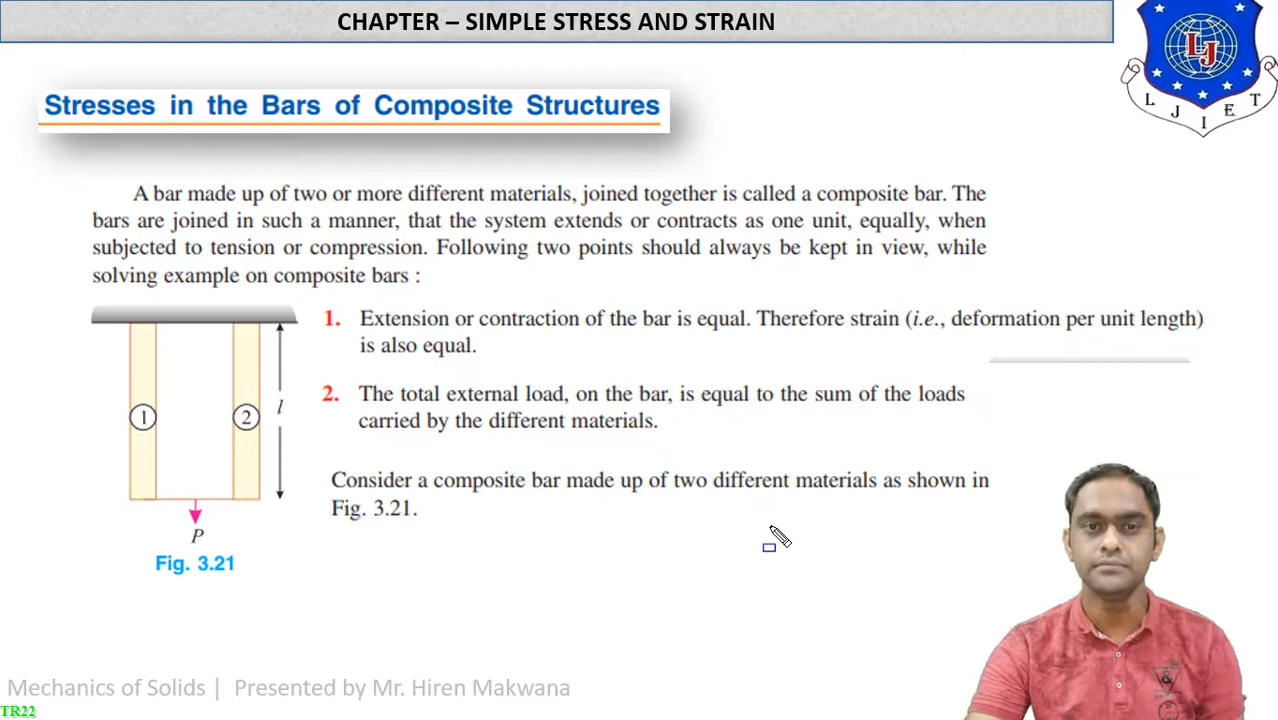 CHAPTER – SIMPLE STRESS AND STRAIN
LJ
L J I E T
Stresses in the Bars of Composite Structures
A bar made up of two or more different materials, joined together is called a composite bar. The
bars are joined in such a manner, that the system extends or contracts as one unit, equally, when
subjected to tension or compression. Following two points should always be kept in view, while
solving example on composite bars :
1. Extension or contraction of the bar is equal. Therefore strain (i.e., deformation per unit length)
is also equal.
2. The total external load, on the bar, is equal to the sum of the loads
carried by the different materials.
1 2 l
Consider a composite bar made up of two different materials as shown in
Fig. 3.21.
P
Fig. 3.21
Mechanics of Solids | Presented by Mr. Hiren Makwana
TR22